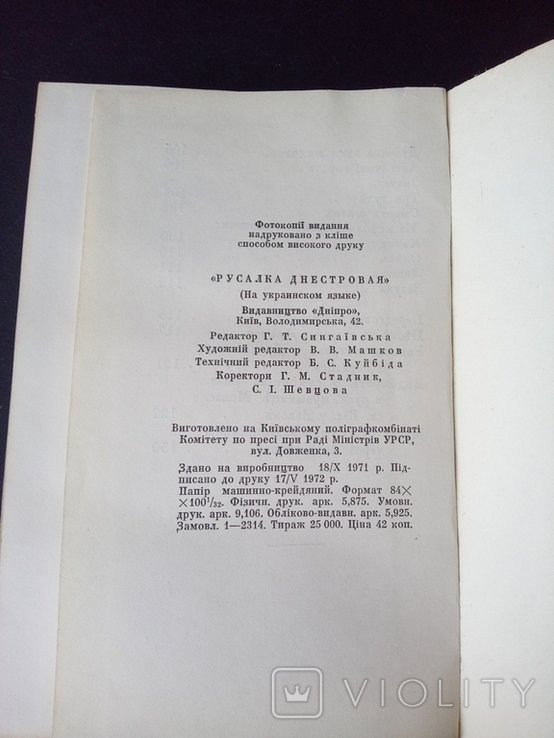 Фотокопії видання
надруковано з кліше
способом високого друку
«РУСАЛКА ДНЕСТРОВАЯ»
(На украинском языке)
Видавництво «Дніпро»,
Київ, Володимирська, 42.
Редактор Г. Т. Сингаївська
Художній редактор В. В. Машков
Технічний редактор Б. С. Куйбіда
Коректори Г. М. Стадник,
С. І. Шевцова
Виготовлено на Київському поліграфкомбінаті
Комітету по пресі при Раді Міністрів УРСР,
вул. Довженка, 3.
Здано на виробництво 18/X 1971 р. Під-
писано до друку 17/V 1972 р.
Папір машинно-крейдяний. Формат 84×
×100¹/₃₂. Фізичн. друк. арк. 5,875. Умовн.
друк. арк. 9,106. Обліково-видавн. арк. 5,925.
Замовл. 1—2314. Тираж 25 000. Ціна 42 коп.
VIOLITY